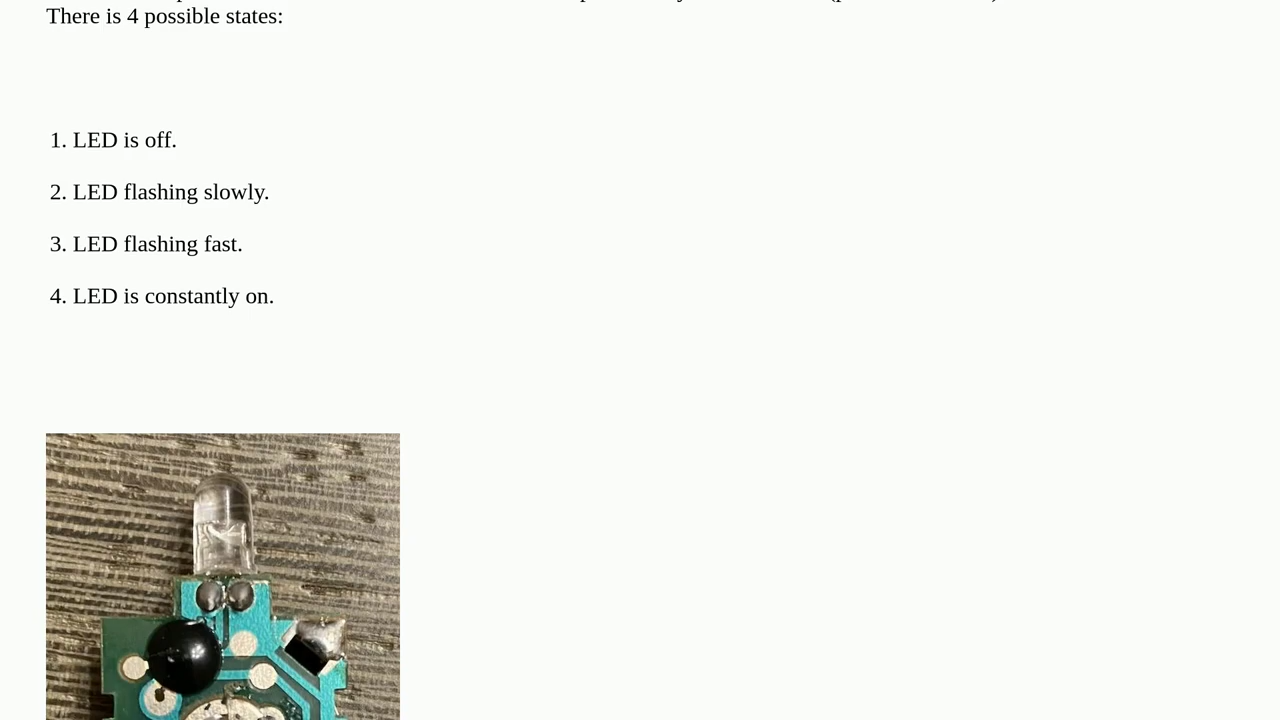 There is 4 possible states:
1. LED is off.
2. LED flashing slowly.
3. LED flashing fast.
4. LED is constantly on.